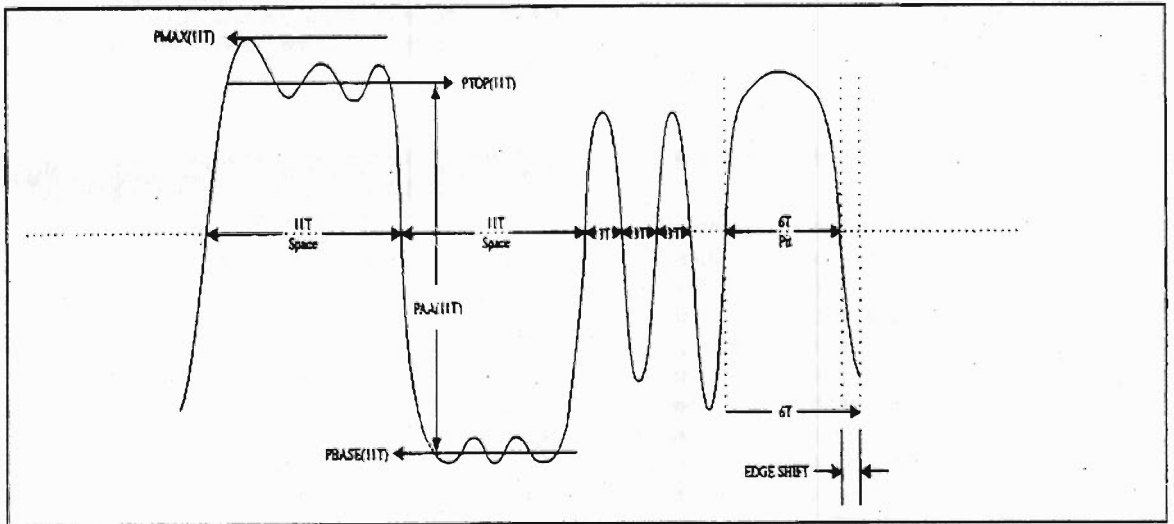 PMAX(11T)
PTOP(11T)
11T
Space
11T
Space
3T
3T
3T
6T
Pit
PAA(11T)
6T
PBASE(11T)
EDGE SHIFT